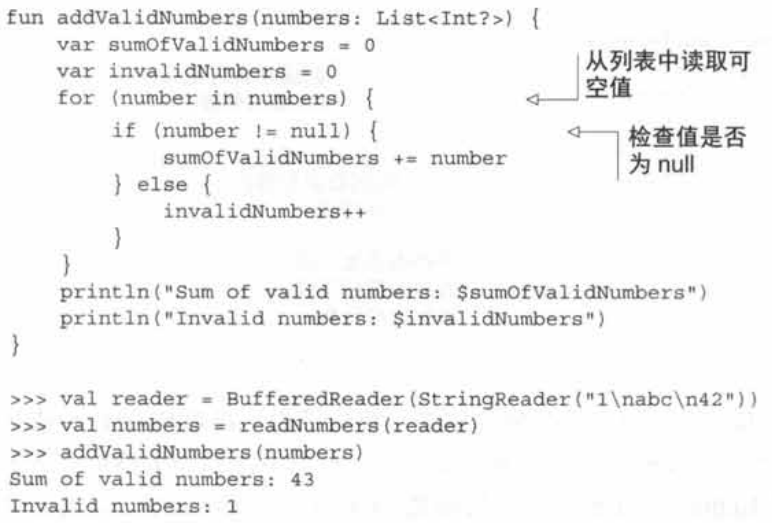 fun addValidNumbers(numbers: List<Int?>) {
    var sumOfValidNumbers = 0
    var invalidNumbers = 0
    for (number in numbers) {
从列表中读取可
空值
        if (number != null) {
            sumOfValidNumbers += number
检查值是否
为 null
        } else {
            invalidNumbers++
        }
    }
    println("Sum of valid numbers: $sumOfValidNumbers")
    println("Invalid numbers: $invalidNumbers")
}
>>> val reader = BufferedReader(StringReader("1\nabc\n42"))
>>> val numbers = readNumbers(reader)
>>> addValidNumbers(numbers)
Sum of valid numbers: 43
Invalid numbers: 1